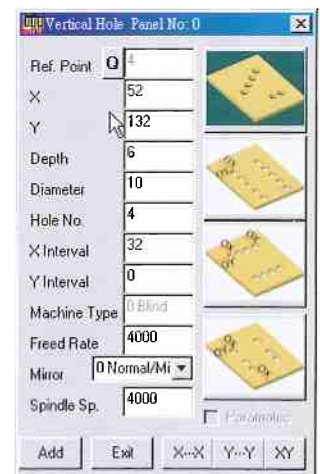 Vertical Hole Panel No: 0
Ref. Point Q 4
X 52
Y 132
Depth 6
Diameter 10
Hole No. 4
X Interval 32
Y Interval 0
Machine Type 0 Blind
Freed Rate 4000
Mirror 0 Normal/Mi
Spindle Sp. 4000
Parametric
Add Exit X--X Y--Y XY